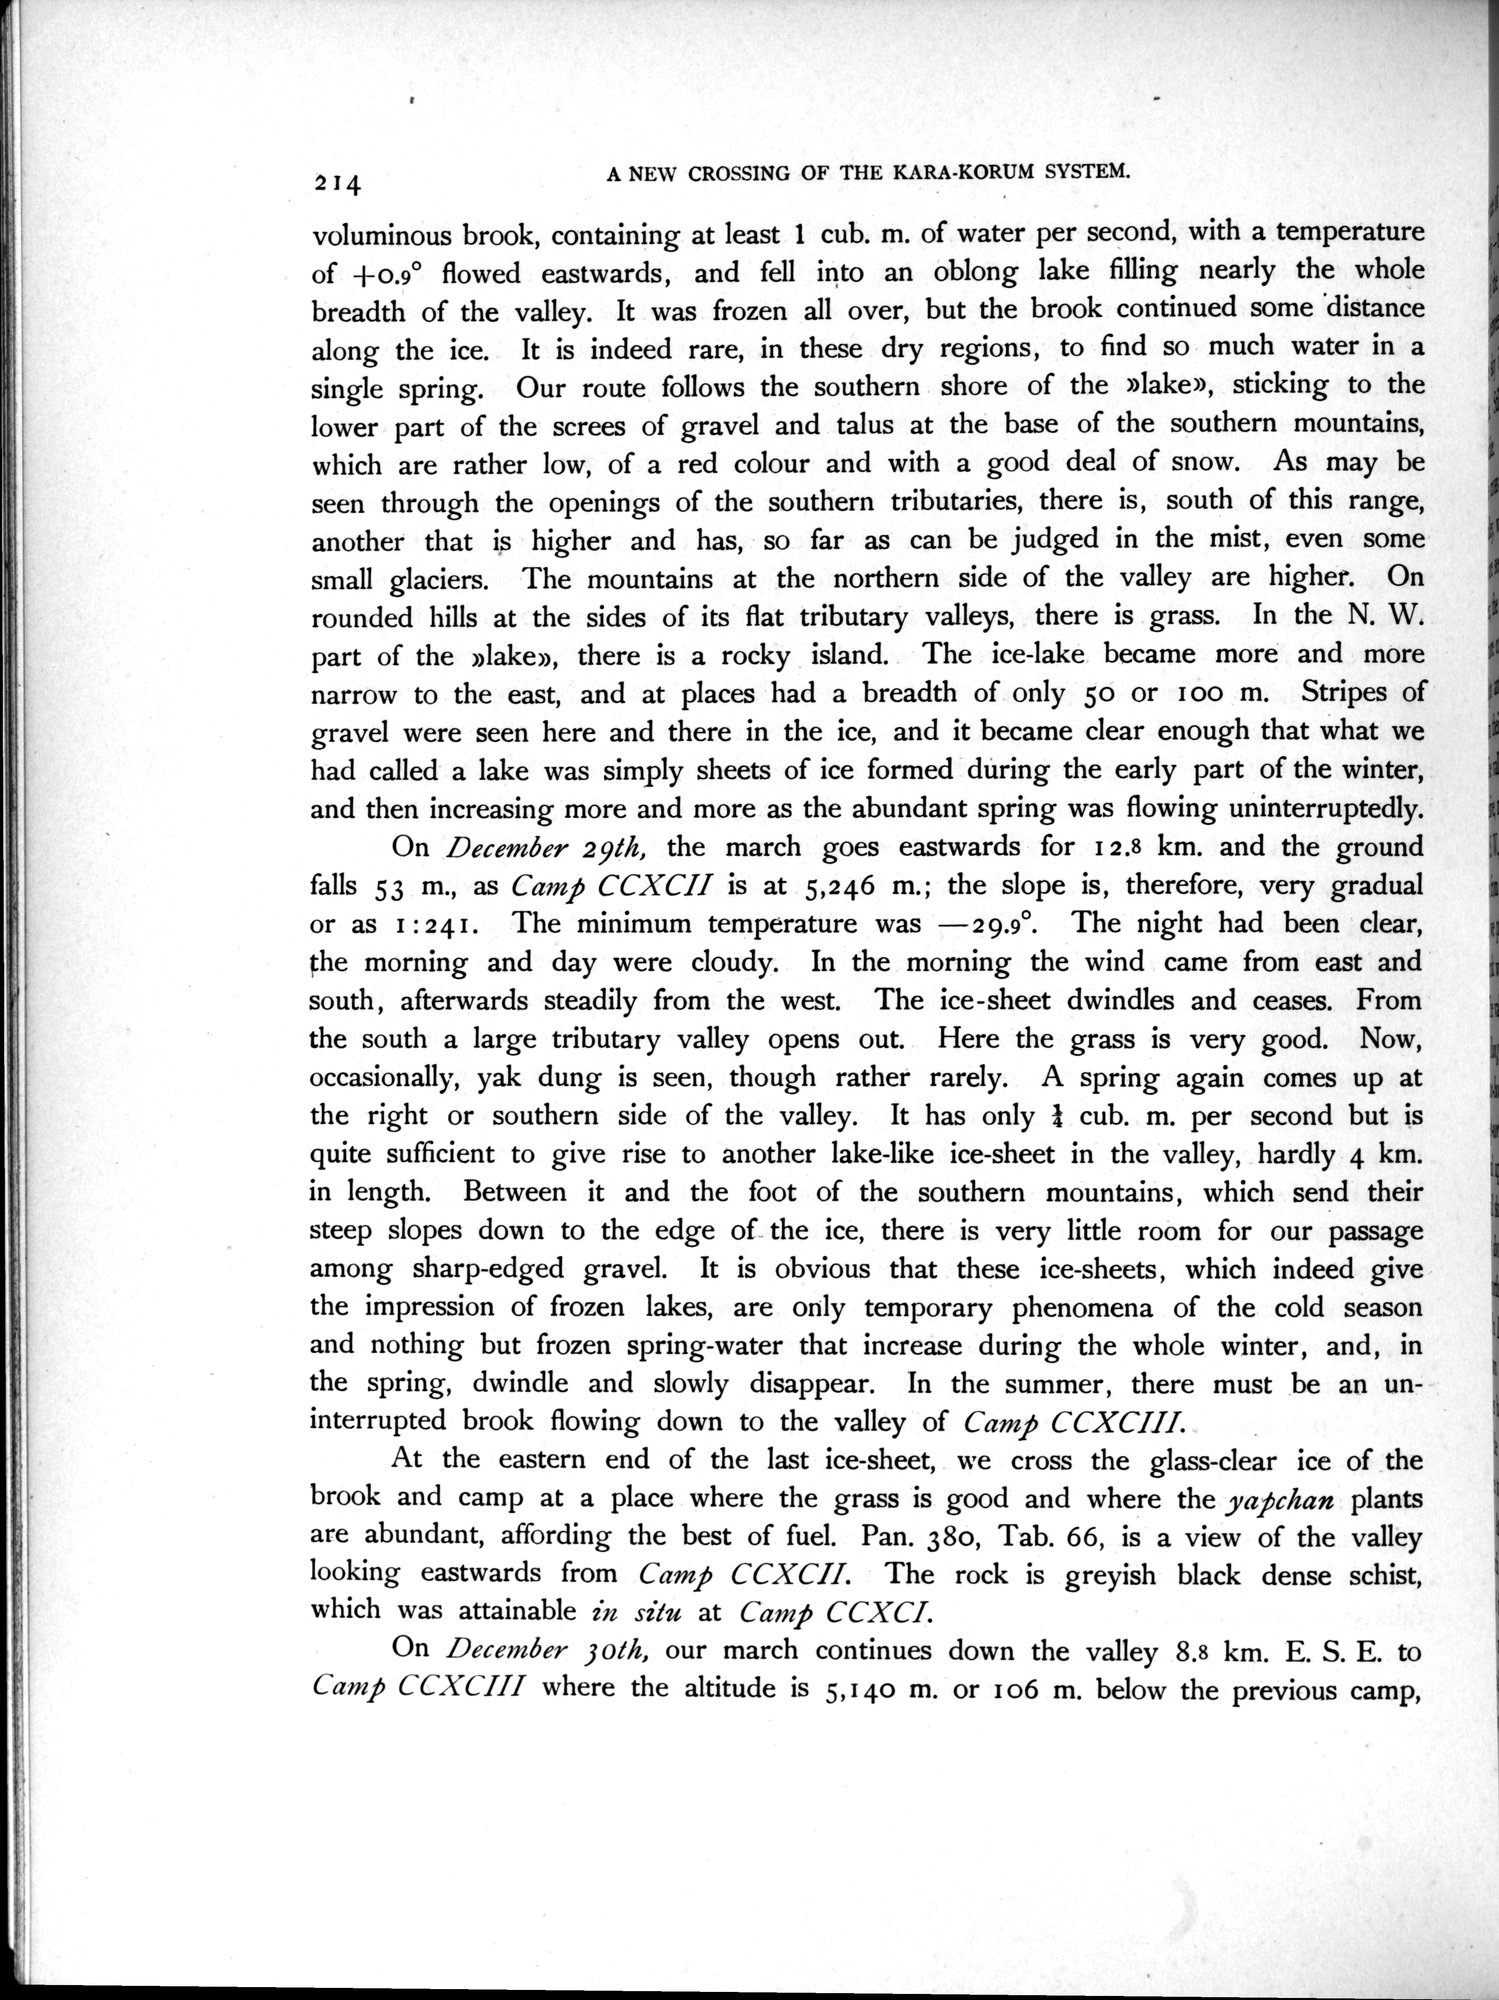 214
A NEW CROSSING OF THE KARA-KORUM SYSTEM.
voluminous brook, containing at least 1 cub. m. of water per second, with a temperature
of +0.9° flowed eastwards, and fell into an oblong lake filling nearly the whole
breadth of the valley. It was frozen all over, but the brook continued some distance
along the ice. It is indeed rare, in these dry regions, to find so much water in a
single spring. Our route follows the southern shore of the »lake», sticking to the
lower part of the screes of gravel and talus at the base of the southern mountains,
which are rather low, of a red colour and with a good deal of snow. As may be
seen through the openings of the southern tributaries, there is, south of this range,
another that is higher and has, so far as can be judged in the mist, even some
small glaciers. The mountains at the northern side of the valley are higher. On
rounded hills at the sides of its flat tributary valleys, there is grass. In the N. W.
part of the »lake», there is a rocky island. The ice-lake became more and more
narrow to the east, and at places had a breadth of only 50 or 100 m. Stripes of
gravel were seen here and there in the ice, and it became clear enough that what we
had called a lake was simply sheets of ice formed during the early part of the winter,
and then increasing more and more as the abundant spring was flowing uninterruptedly.
On December 29th, the march goes eastwards for 12.8 km. and the ground
falls 53 m., as Camp CCXCII is at 5,246 m.; the slope is, therefore, very gradual
or as 1:241. The minimum temperature was —29.9°. The night had been clear,
the morning and day were cloudy. In the morning the wind came from east and
south, afterwards steadily from the west. The ice-sheet dwindles and ceases. From
the south a large tributary valley opens out. Here the grass is very good. Now,
occasionally, yak dung is seen, though rather rarely. A spring again comes up at
the right or southern side of the valley. It has only cub. m. per second but is
quite sufficient to give rise to another lake-like ice-sheet in the valley, hardly 4 km.
in length. Between it and the foot of the southern mountains, which send their
steep slopes down to the edge of the ice, there is very little room for our passage
among sharp-edged gravel. It is obvious that these ice-sheets, which indeed give
the impression of frozen lakes, are only temporary phenomena of the cold season
and nothing but frozen spring-water that increase during the whole winter, and, in
the spring, dwindle and slowly disappear. In the summer, there must be an un-
interrupted brook flowing down to the valley of Camp CCXCIII.
At the eastern end of the last ice-sheet, we cross the glass-clear ice of the
brook and camp at a place where the grass is good and where the yapchan plants
are abundant, affording the best of fuel. Pan. 380, Tab. 66, is a view of the valley
looking eastwards from Camp CCXCII. The rock is greyish black dense schist,
which was attainable in situ at Camp CCXCI.
On December 30th, our march continues down the valley 8.8 km. E. S. E. to
Camp CCXCIII where the altitude is 5,140 m. or 106 m. below the previous camp,